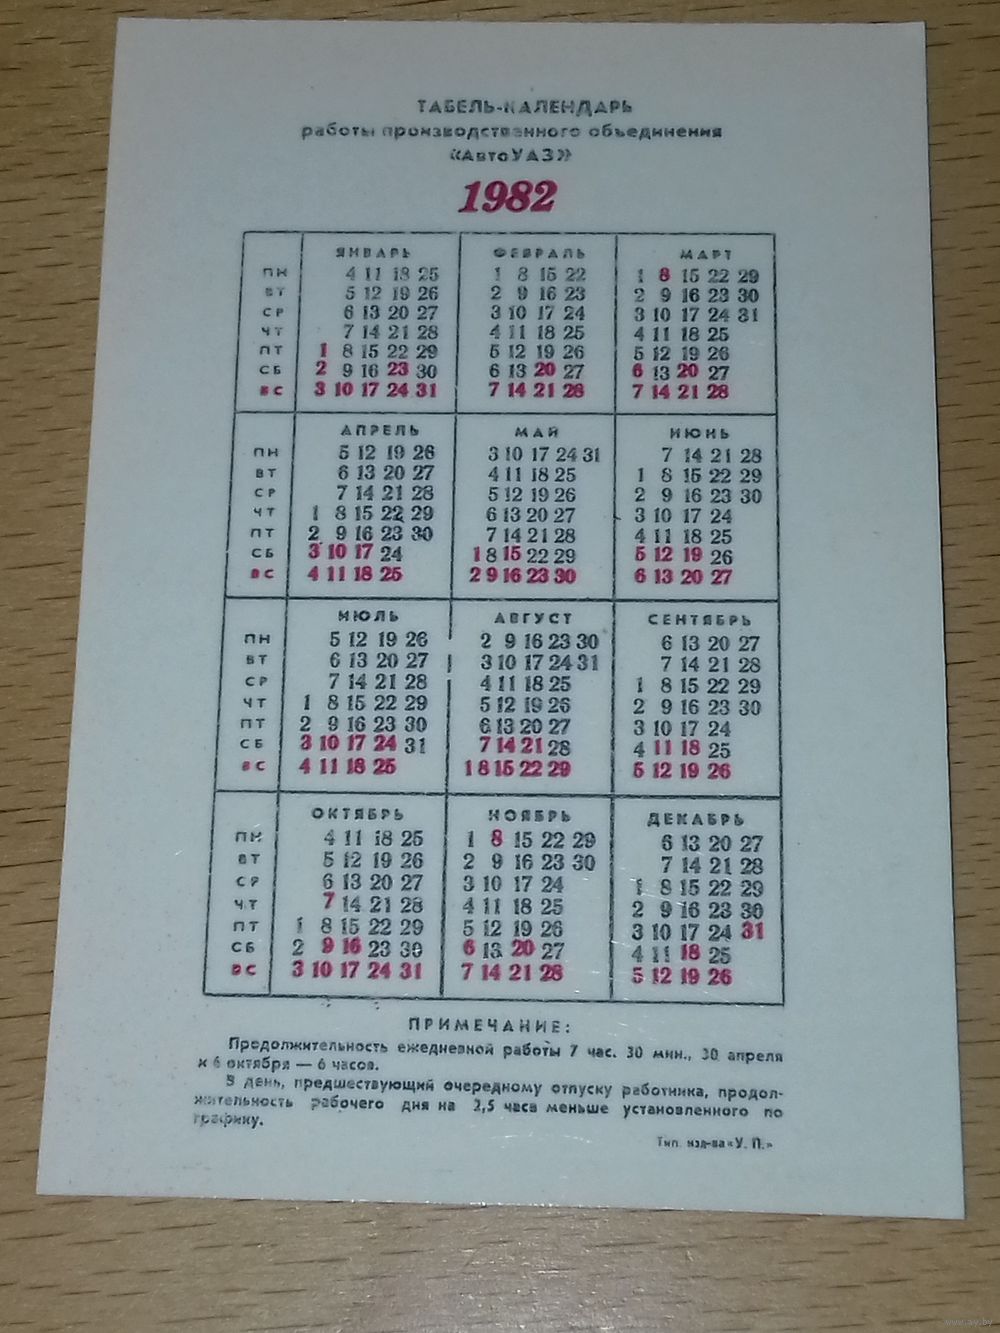 ТАБЕЛЬ-КАЛЕНДАРЬ
работы производственного объединения
«АвтоУАЗ»
1982
ЯНВАРЬ ФЕВРАЛЬ МАРТ
ПН 4 11 18 25 1 8 15 22 1 8 15 22 29
ВТ 5 12 19 26 2 9 16 23 2 9 16 23 30
СР 6 13 20 27 3 10 17 24 3 10 17 24 31
ЧТ 7 14 21 28 4 11 18 25 4 11 18 25
ПТ 1 8 15 22 29 5 12 19 26 5 12 19 26
СБ 2 9 16 23 30 6 13 20 27 6 13 20 27
ВС 3 10 17 24 31 7 14 21 28 7 14 21 28
АПРЕЛЬ МАЙ ИЮНЬ
ПН 5 12 19 26 3 10 17 24 31 7 14 21 28
ВТ 6 13 20 27 4 11 18 25 1 8 15 22 29
СР 7 14 21 28 5 12 19 26 2 9 16 23 30
ЧТ 1 8 15 22 29 6 13 20 27 3 10 17 24
ПТ 2 9 16 23 30 7 14 21 28 4 11 18 25
СБ 3 10 17 24 1 8 15 22 29 5 12 19 26
ВС 4 11 18 25 2 9 16 23 30 6 13 20 27
ИЮЛЬ АВГУСТ СЕНТЯБРЬ
ПН 5 12 19 26 2 9 16 23 30 6 13 20 27
ВТ 6 13 20 27 3 10 17 24 31 7 14 21 28
СР 7 14 21 28 4 11 18 25 1 8 15 22 29
ЧТ 1 8 15 22 29 5 12 19 26 2 9 16 23 30
ПТ 2 9 16 23 30 6 13 20 27 3 10 17 24
СБ 3 10 17 24 31 7 14 21 28 4 11 18 25
ВС 4 11 18 25 1 8 15 22 29 5 12 19 26
ОКТЯБРЬ НОЯБРЬ ДЕКАБРЬ
ПН 4 11 18 25 1 8 15 22 29 6 13 20 27
ВТ 5 12 19 26 2 9 16 23 30 7 14 21 28
СР 6 13 20 27 3 10 17 24 1 8 15 22 29
ЧТ 7 14 21 28 4 11 18 25 2 9 16 23 30
ПТ 1 8 15 22 29 5 12 19 26 3 10 17 24 31
СБ 2 9 16 23 30 6 13 20 27 4 11 18 25
ВС 3 10 17 24 31 7 14 21 28 5 12 19 26
ПРИМЕЧАНИЕ:
Продолжительность ежедневной работы 7 час. 30 мин., 30 апреля
и 6 октября — 6 часов.
В день, предшествующий очередному отпуску работника, продол-
жительность рабочего дня на 2,5 часа меньше установленного по
графику.
Тип. изд-ва «У. П.»
www.ay.by